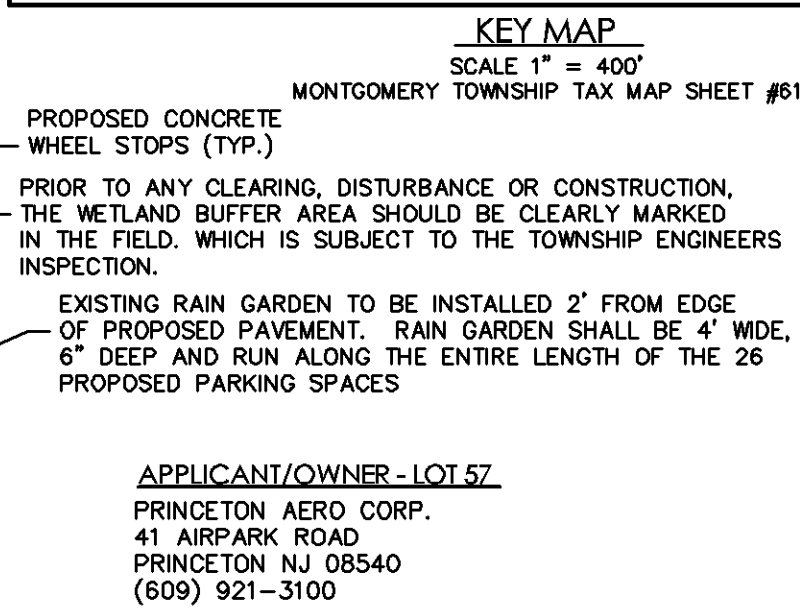 KEY MAP
SCALE 1" = 400'
MONTGOMERY TOWNSHIP TAX MAP SHEET #61
PROPOSED CONCRETE
WHEEL STOPS (TYP.)
PRIOR TO ANY CLEARING, DISTURBANCE OR CONSTRUCTION,
THE WETLAND BUFFER AREA SHOULD BE CLEARLY MARKED
IN THE FIELD. WHICH IS SUBJECT TO THE TOWNSHIP ENGINEERS
INSPECTION.
EXISTING RAIN GARDEN TO BE INSTALLED 2' FROM EDGE
OF PROPOSED PAVEMENT. RAIN GARDEN SHALL BE 4' WIDE,
6" DEEP AND RUN ALONG THE ENTIRE LENGTH OF THE 26
PROPOSED PARKING SPACES
APPLICANT/OWNER - LOT 57
PRINCETON AERO CORP.
41 AIRPARK ROAD
PRINCETON NJ 08540
(609) 921-3100